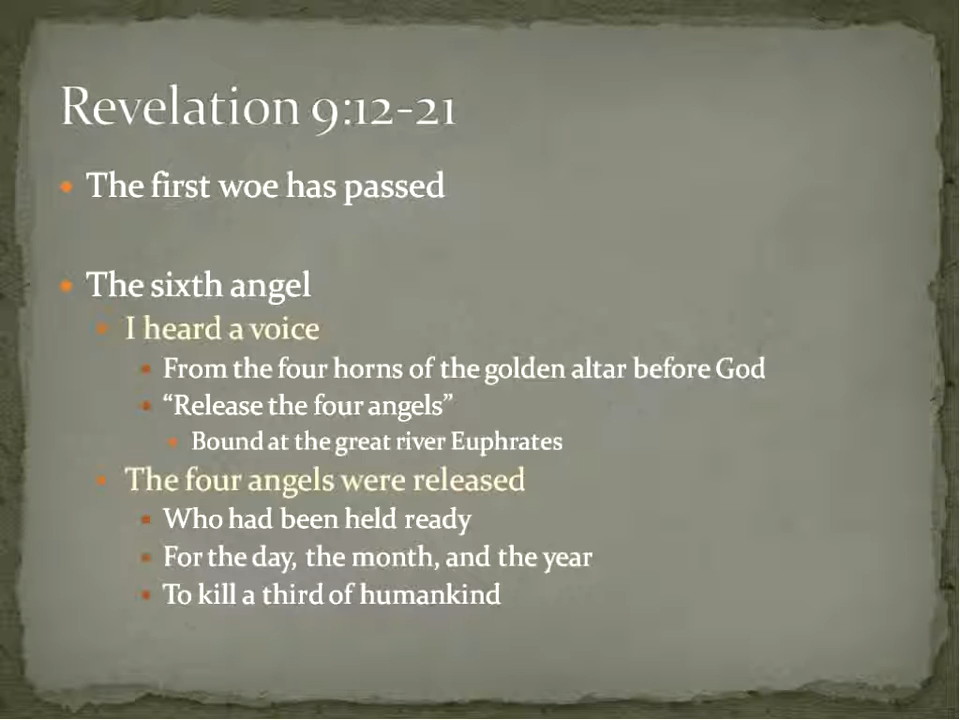 Revelation 9:12-21
The first woe has passed
The sixth angel
I heard a voice
From the four horns of the golden altar before God
“Release the four angels”
Bound at the great river Euphrates
The four angels were released
Who had been held ready
For the day, the month, and the year
To kill a third of humankind